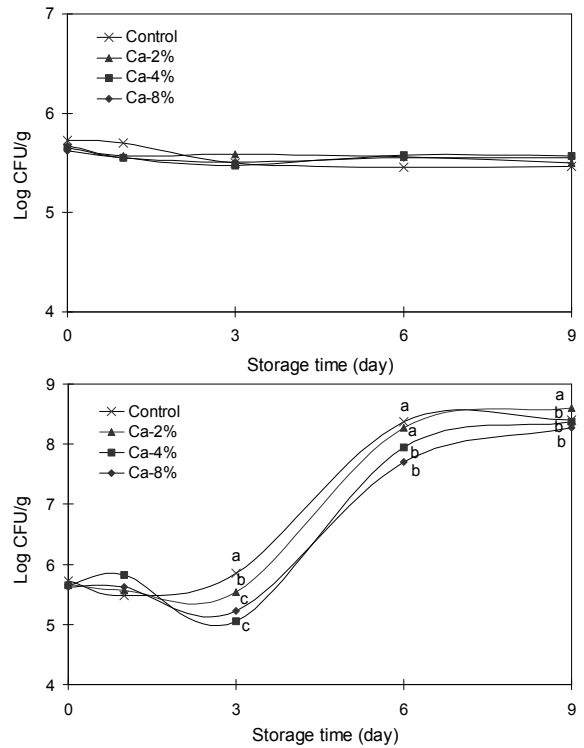 7
6
5
4
Log CFU/g
Control
Ca-2%
Ca-4%
Ca-8%
0 3 6 9
Storage time (day)
9
8
7
6
5
4
Log CFU/g
Control
Ca-2%
Ca-4%
Ca-8%
a
b
c
c
a
a
b
b
a
b
b
b
0 3 6 9
Storage time (day)